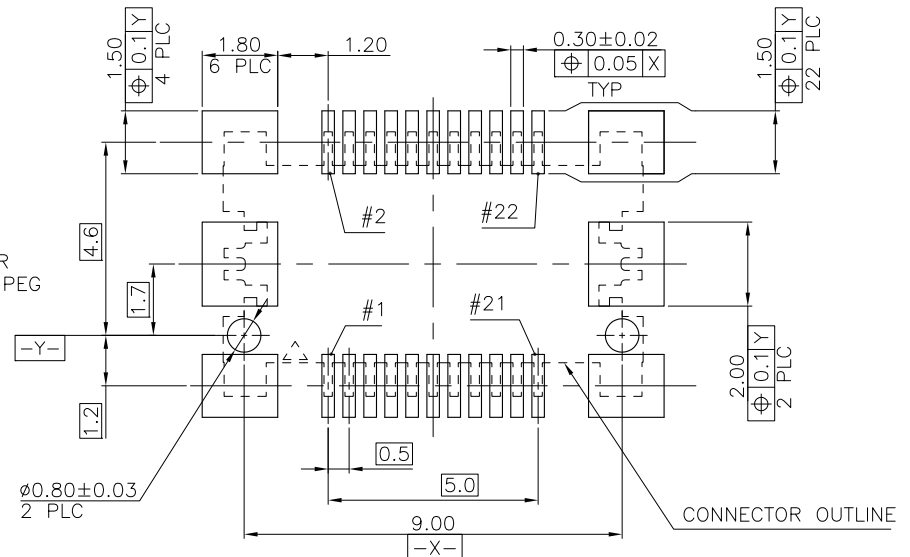 1.50
⌖ 0.1 Y
4 PLC
1.80
6 PLC
1.20
0.30±0.02
⌖ 0.05 X
TYP
1.50
⌖ 0.1 Y
22 PLC
#2
#22
4.6
R
PEG
1.7
#1
#21
-Y-
2.00
⌖ 0.1 Y
2 PLC
1.2
0.5
5.0
ø0.80±0.03
2 PLC
9.00
-X-
CONNECTOR OUTLINE